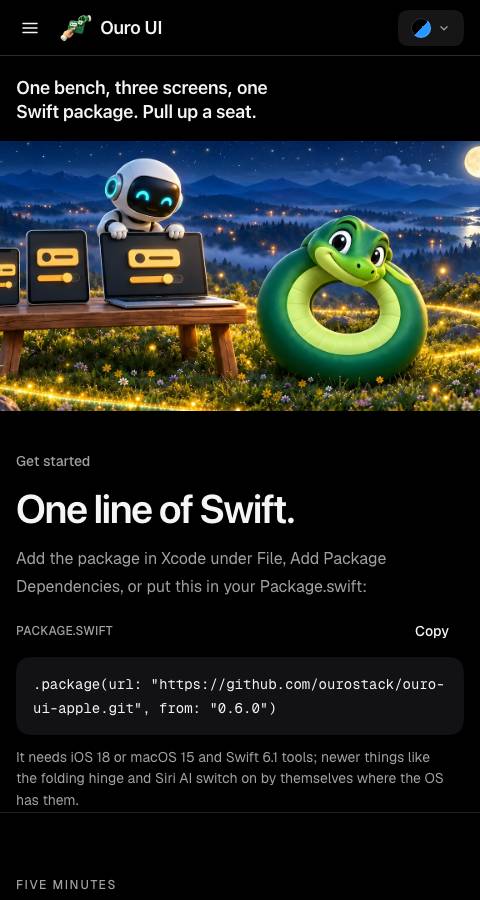 Ouro UI
One bench, three screens, one
Swift package. Pull up a seat.
Get started
One line of Swift.
Add the package in Xcode under File, Add Package
Dependencies, or put this in your Package.swift:
PACKAGE.SWIFT
Copy
.package(url: "https://github.com/ourostack/ouro-
ui-apple.git", from: "0.6.0")
It needs iOS 18 or macOS 15 and Swift 6.1 tools; newer things like
the folding hinge and Siri AI switch on by themselves where the OS
has them.
FIVE MINUTES